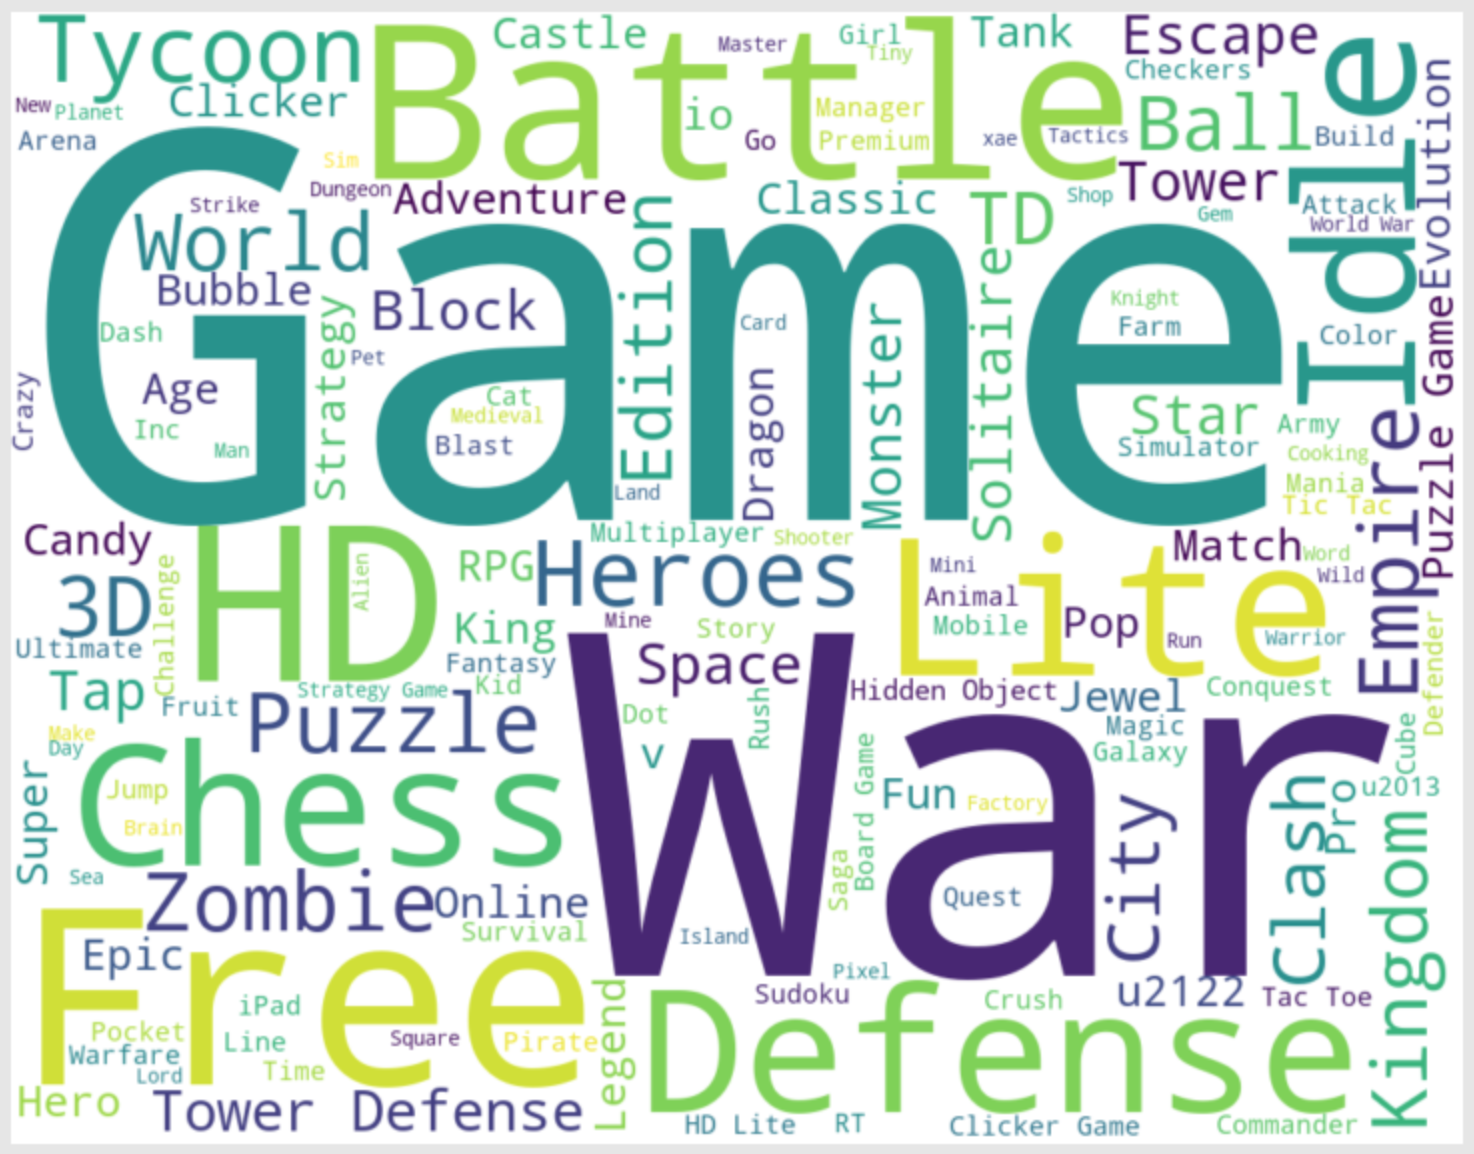 Tycoon
Battle
Castle
Master
Girl
Tiny
Tank
Escape
Checkers
Idle
Evolution
New
Planet
Clicker
io
Manager
Premium
Go
xae
Tactics
Ball
Build
Arena
Sim
Dungeon
Adventure
Classic
TD
Shop
Tower
Gem
Attack
World War
Game
Strike
World
Bubble
Dash
Strategy
Block
Pet
Edition
Card
Monster
Solitaire
Knight
Farm
Color
Puzzle Game
Crazy
Age
Inc
Man
Cat
Medieval
Blast
Land
Dragon
Star
Simulator
Army
Cooking
Mania
Tic Tac
Empire
Candy
HD
Alien
RPG
Multiplayer
Shooter
Heroes
Lite
Mini
Animal
Mobile
Pop
Match
Word
Wild
Run
Warrior
3D
Challenge
Ultimate
King
Mine
Story
Fantasy
Space
Hidden Object
Jewel
Conquest
Defender
Tap
Fruit
Strategy Game
Kid
Puzzle
Dot
Rush
v
War
Magic
Galaxy
Cube
Make
Day
Chess
Jump
Brain
Super
Sea
Board Game
Fun
Factory
City
Clash
Pro
u2013
Kingdom
Zombie
Online
Survival
Saga
Quest
Island
Pixel
Free
Epic
iPad
Pocket
Line
Warfare
Lord
Time
Square
Pirate
Legend
Sudoku
Crush
u2122
Tac Toe
Defense
Hero
Tower Defense
HD Lite
RT
Clicker Game
Commander